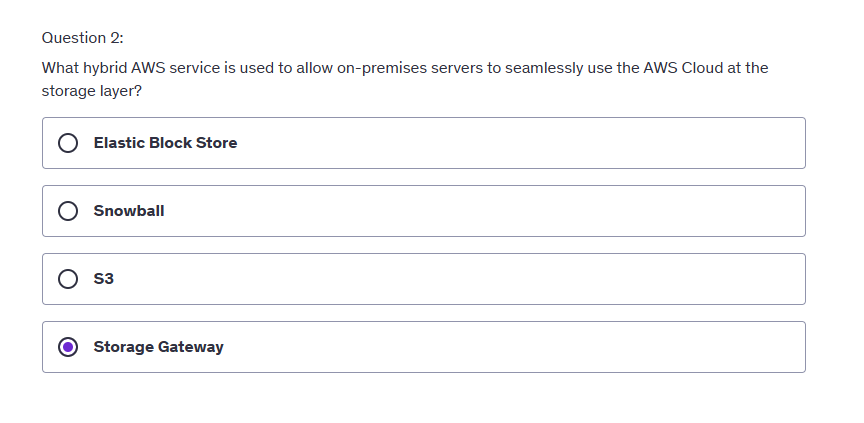 Question 2:
What hybrid AWS service is used to allow on-premises servers to seamlessly use the AWS Cloud at the
storage layer?
Elastic Block Store
Snowball
S3
Storage Gateway